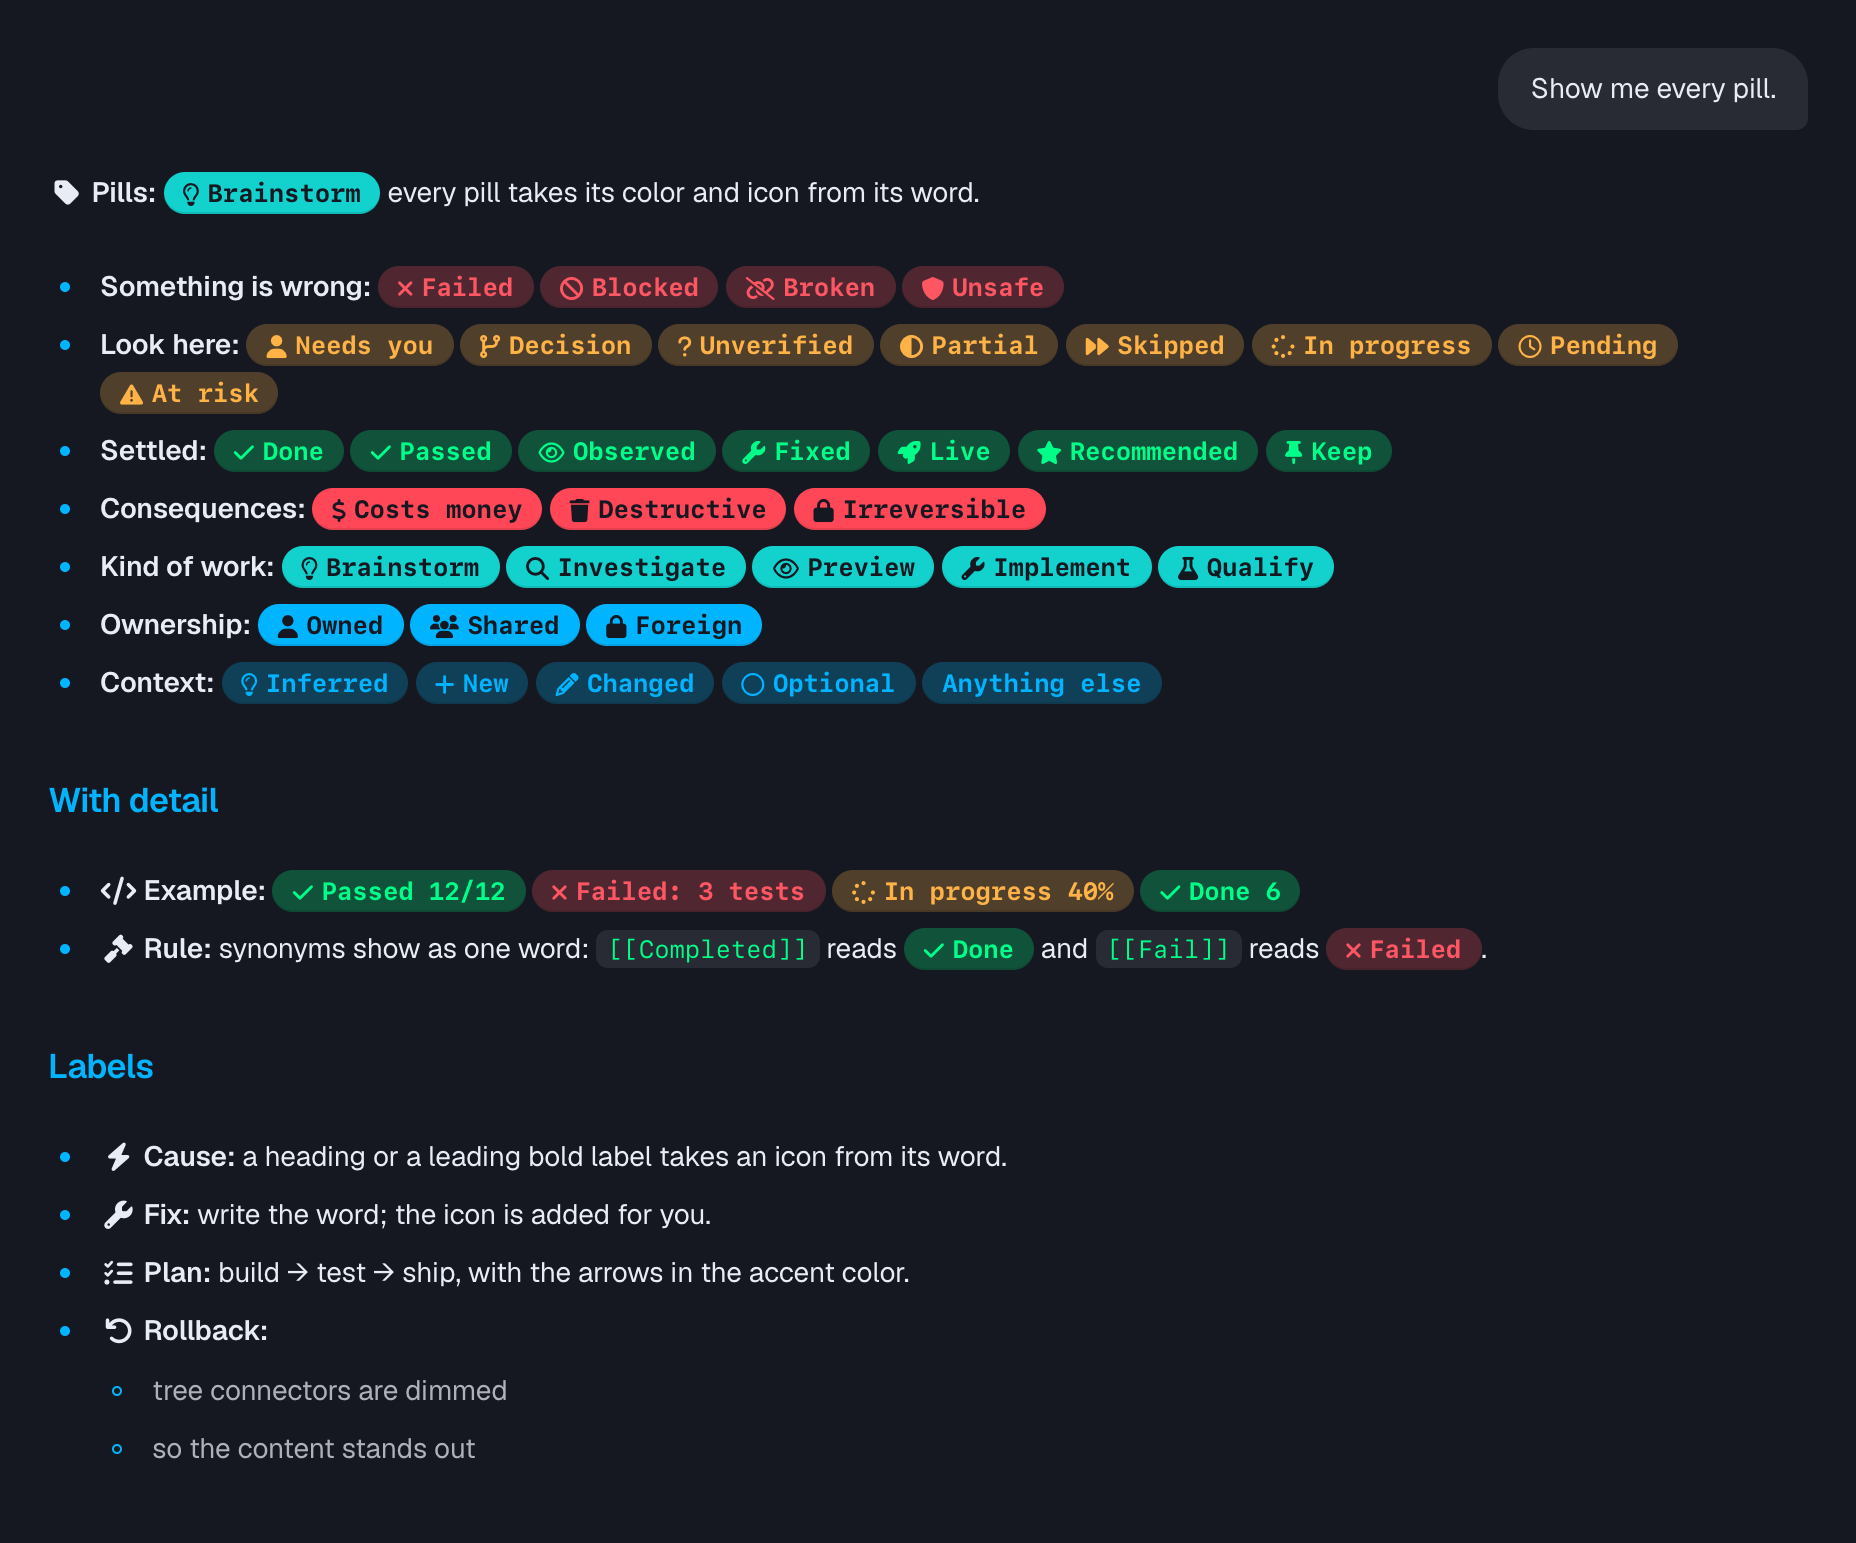 Show me every pill.
Pills: Brainstorm every pill takes its color and icon from its word.
Something is wrong: Failed Blocked Broken Unsafe
Look here: Needs you Decision Unverified Partial Skipped In progress Pending
At risk
Settled: Done Passed Observed Fixed Live Recommended Keep
Consequences: Costs money Destructive Irreversible
Kind of work: Brainstorm Investigate Preview Implement Qualify
Ownership: Owned Shared Foreign
Context: Inferred New Changed Optional Anything else
With detail
Example: Passed 12/12 Failed: 3 tests In progress 40% Done 6
Rule: synonyms show as one word: [[Completed]] reads Done and [[Fail]] reads Failed.
Labels
Cause: a heading or a leading bold label takes an icon from its word.
Fix: write the word; the icon is added for you.
Plan: build → test → ship, with the arrows in the accent color.
Rollback:
tree connectors are dimmed
so the content stands out